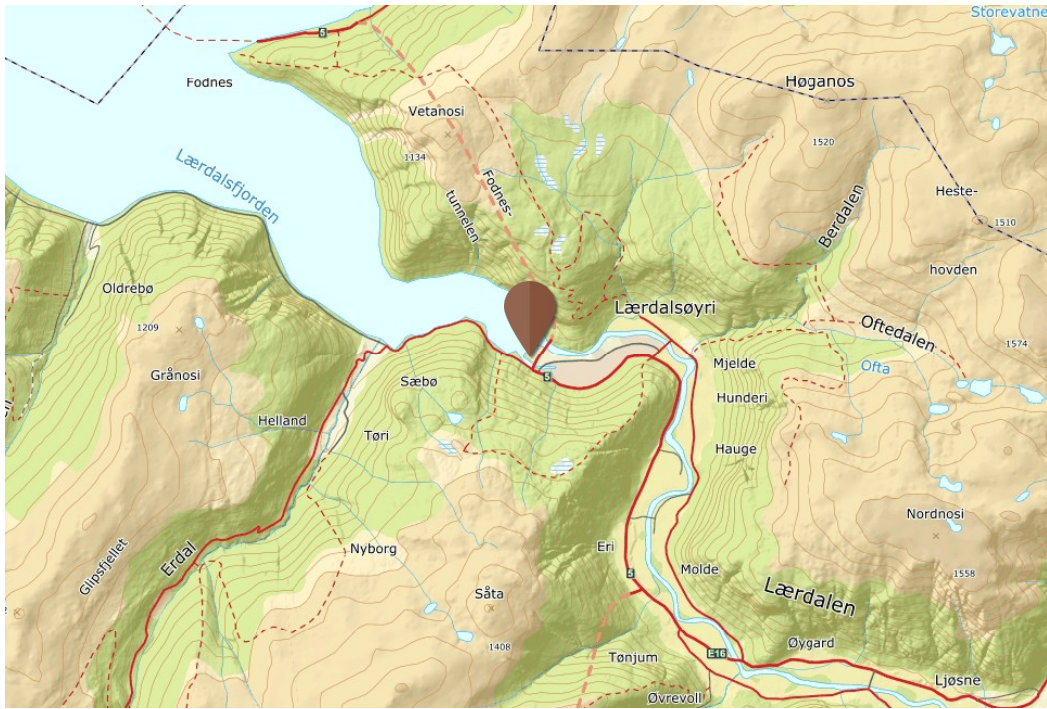 Storevatne
5
Fodnes
Høganos
Vetanosi
1520
1134
Lærdalsfjorden
Fodnes-
tunnelen
Berdalen
Heste-
1510
hovden
Oldrebø
Lærdalsøyri
1209
Oftedalen
1574
Grånosi
Sæbø
5
Mjelde
Ofta
Hunderi
Helland
Tøri
Hauge
Nordnosi
Nyborg
Eri
Erdal
Glipsfjellet
5
Molde
1558
Såta
Lærdalen
1408
Øygard
Tønjum
E16
Ljøsne
Øvrevoll